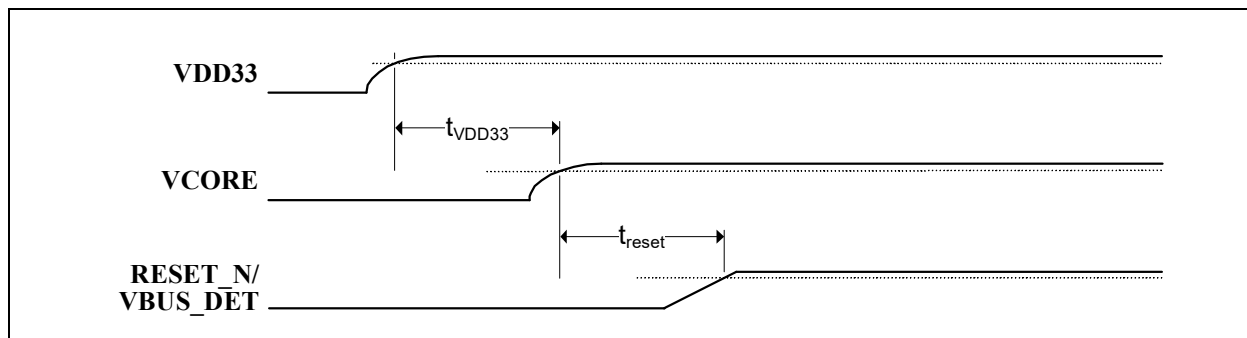 VDD33
tVDD33
VCORE
treset
RESET_N/
VBUS_DET